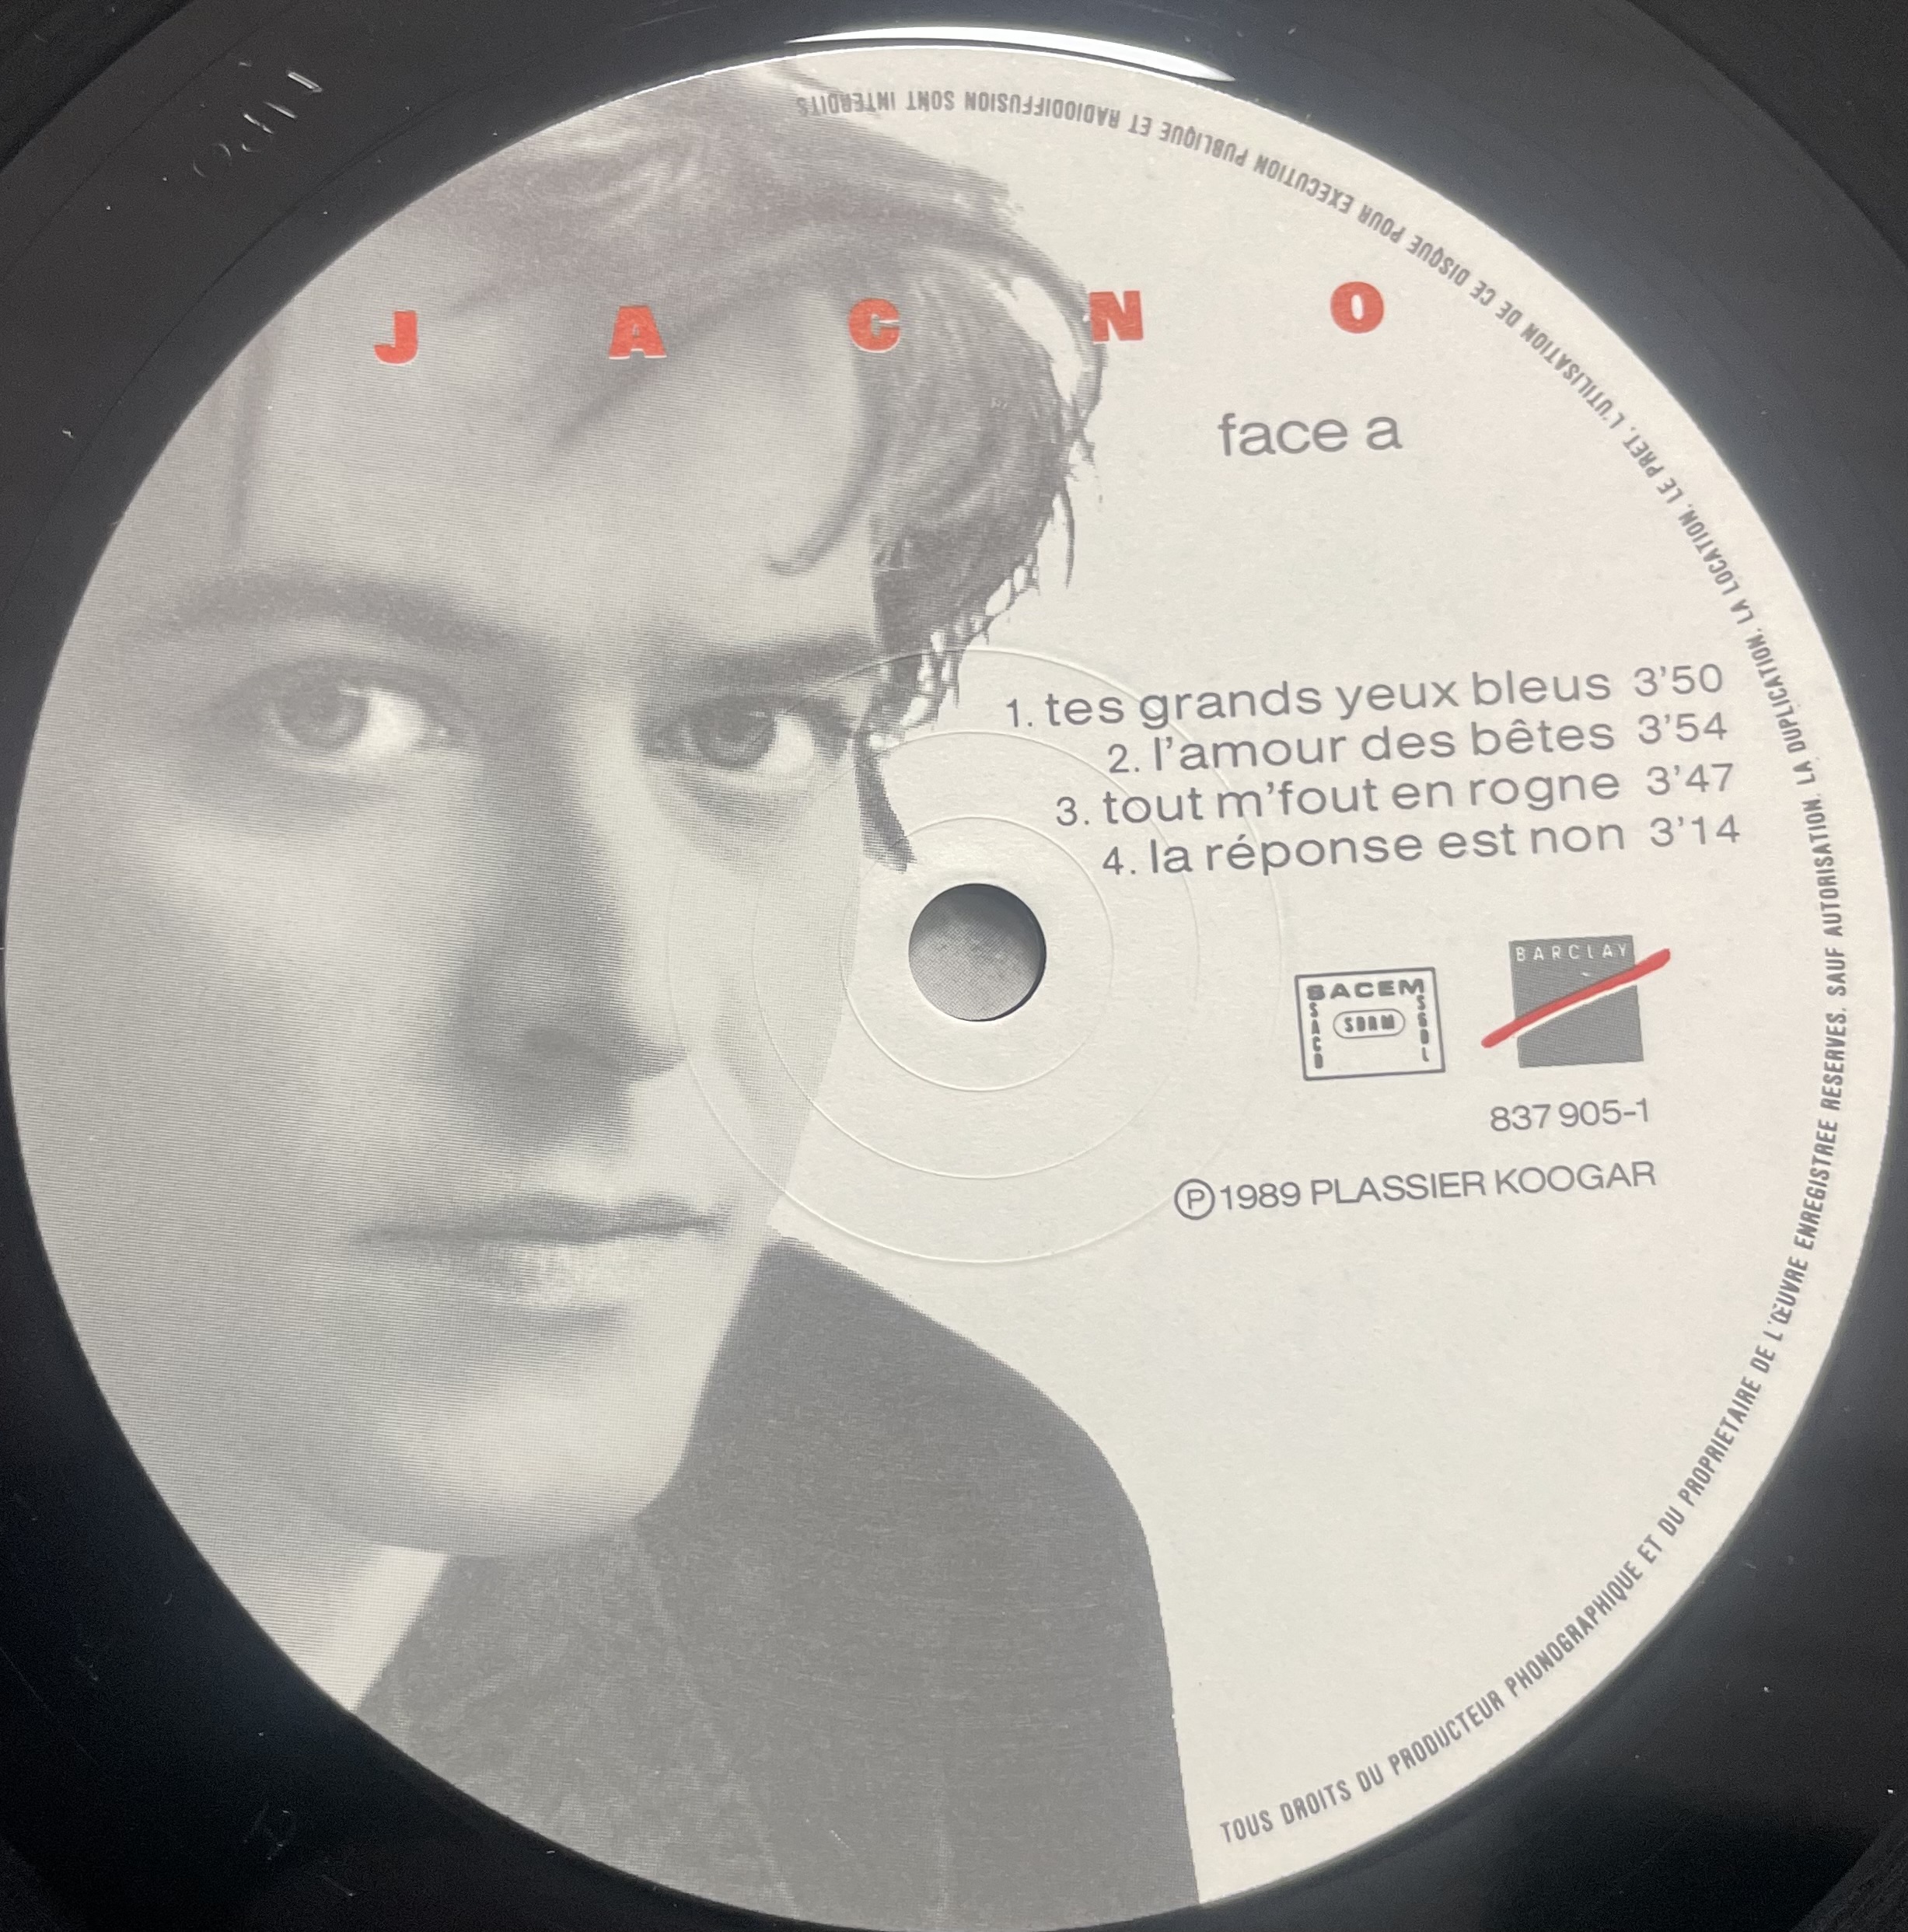 JACNO
face a
1. tes grands yeux bleus 3'50
2. l'amour des bêtes 3'54
3. tout m'fout en rogne 3'47
4. la réponse est non 3'14
SACEM
SACD
SDRM
SGDL
BARCLAY
837 905-1
Ⓟ1989 PLASSIER KOOGAR
TOUS DROITS DU PRODUCTEUR PHONOGRAPHIQUE ET DU PROPRIETAIRE DE L'ŒUVRE ENREGISTREE RESERVES. SAUF AUTORISATION, LA DUPLICATION, LA LOCATION, LE PRET, L'UTILISATION DE CE DISQUE POUR EXECUTION PUBLIQUE ET RADIODIFFUSION SONT INTERDITS